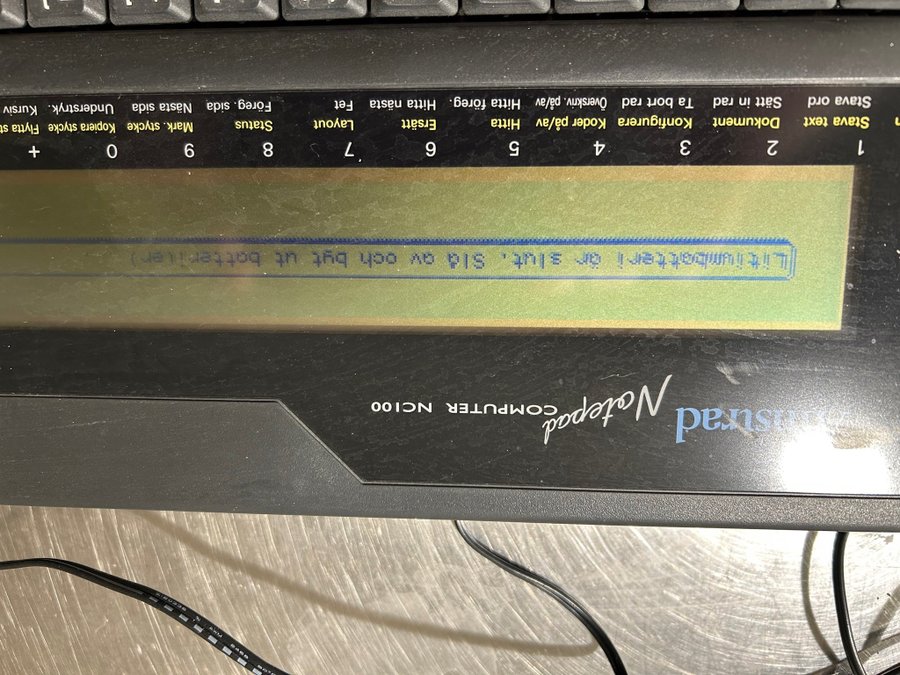 Amstrad Notepad COMPUTER NC100
Litiumbatteri är slut. Slå av och byt ut batterier)
1 2 3 4 5 6 7 8 9 0 +
Stava text Dokument Konfigurera Koder på/av Hitta Ersätt Layout Status Mark. stycke Kopiera stycke Flytta st
Stava ord Sätt in rad Ta bort rad Överskriv. på/av Hitta föreg. Hitta nästa Fet Föreg. sida Nästa sida Understryk. Kursiv